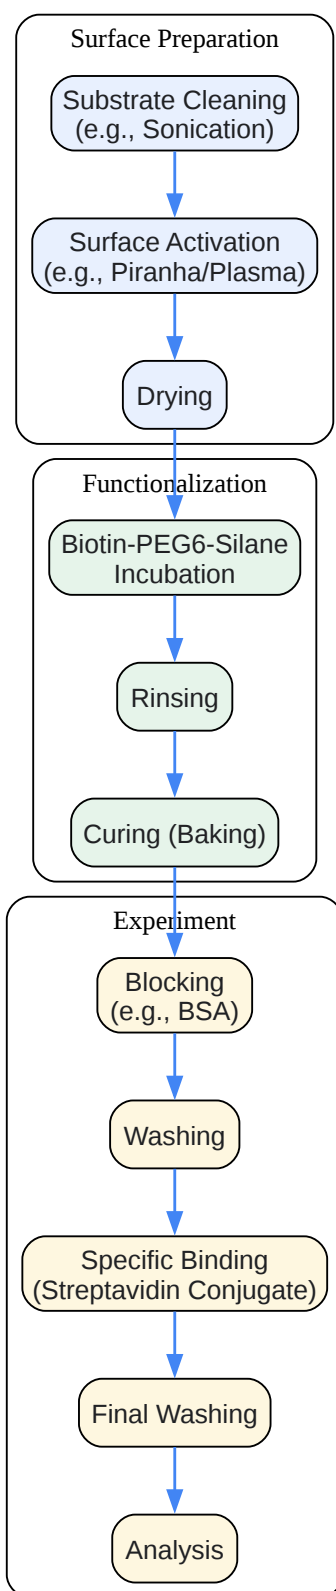 Surface Preparation
Substrate Cleaning
(e.g., Sonication)
Surface Activation
(e.g., Piranha/Plasma)
Drying
Functionalization
Biotin-PEG6-Silane
Incubation
Rinsing
Curing (Baking)
Experiment
Blocking
(e.g., BSA)
Washing
Specific Binding
(Streptavidin Conjugate)
Final Washing
Analysis